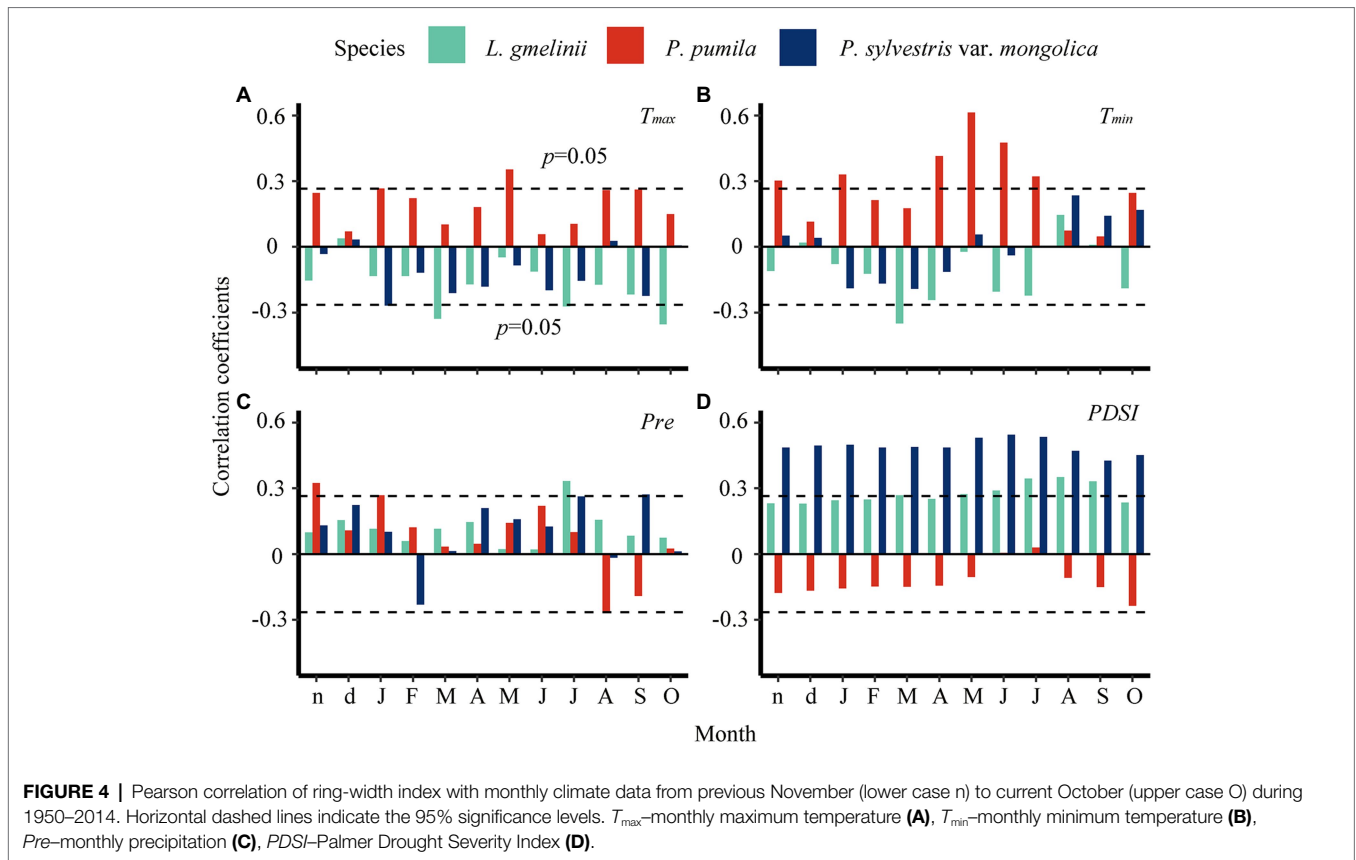 Species L. gmelinii P. pumila P. sylvestris var. mongolica
A
Tmax
0.6
0.3
0
-0.3
p=0.05
p=0.05
B
Tmin
0.6
0.3
0
-0.3
Correlation coefficients
C
Pre
0.6
0.3
0
-0.3
n d J F M A M J J A S O
D
PDSI
0.6
0.3
0
-0.3
n d J F M A M J J A S O
Month
FIGURE 4 | Pearson correlation of ring-width index with monthly climate data from previous November (lower case n) to current October (upper case O) during
1950–2014. Horizontal dashed lines indicate the 95% significance levels. Tmax–monthly maximum temperature (A), Tmin–monthly minimum temperature (B),
Pre–monthly precipitation (C), PDSI–Palmer Drought Severity Index (D).